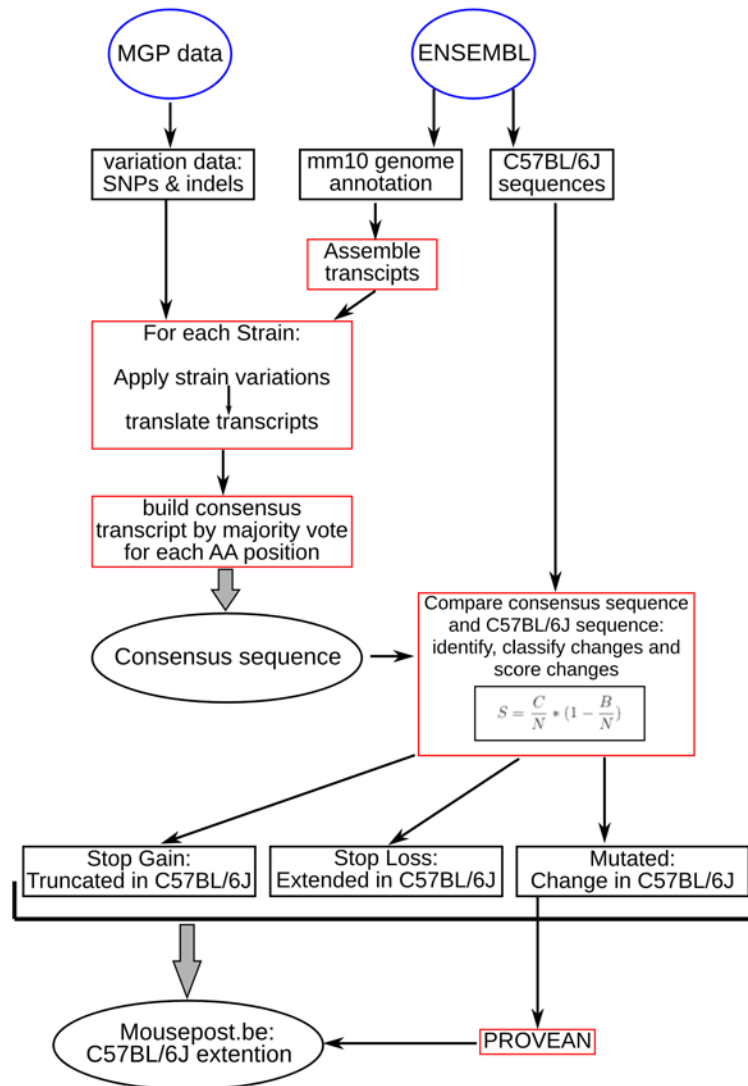 MGP data
ENSEMBL
variation data:
SNPs & indels
mm10 genome
annotation
C57BL/6J
sequences
Assemble
transcipts
For each Strain:
Apply strain variations
translate transcripts
build consensus
transcript by majority vote
for each AA position
Consensus sequence
Compare consensus sequence
and C57BL/6J sequence:
identify, classify changes and
score changes
S = C/N * (1 − B/N)
Stop Gain:
Truncated in C57BL/6J
Stop Loss:
Extended in C57BL/6J
Mutated:
Change in C57BL/6J
Mousepost.be:
C57BL/6J extention
PROVEAN